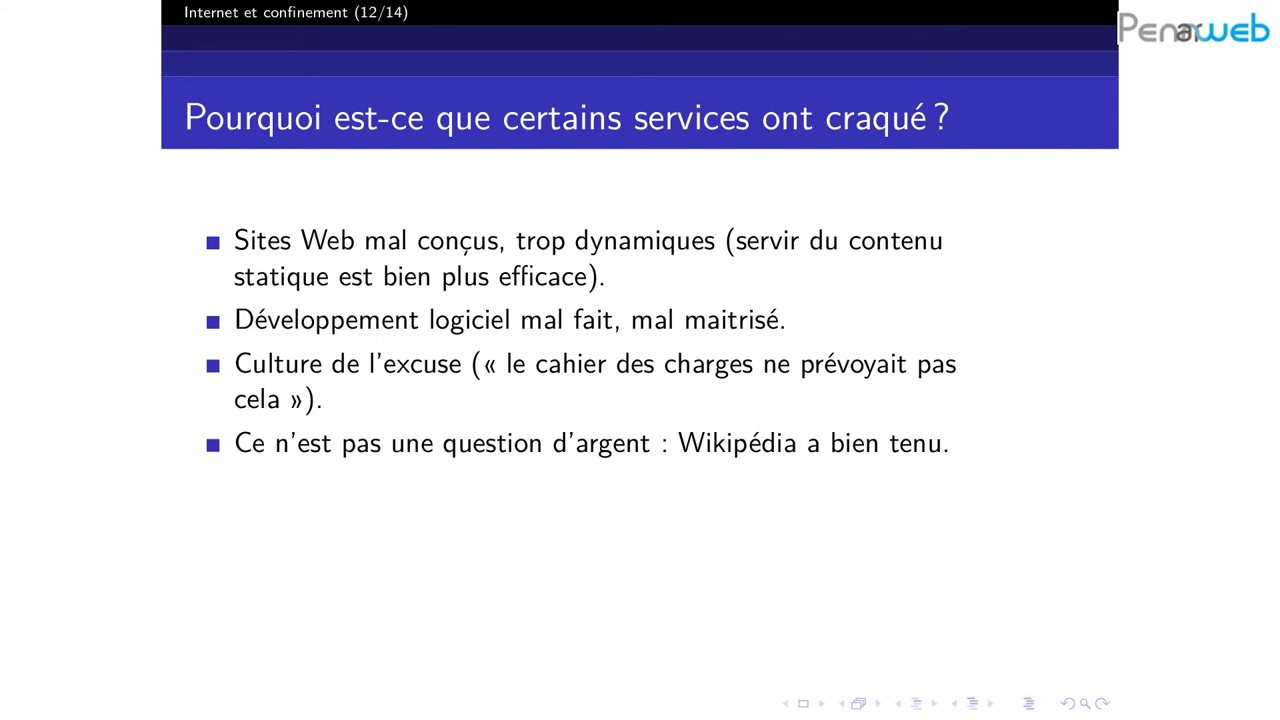 Internet et confinement (12/14)
Penarweb
Pourquoi est-ce que certains services ont craqué ?
Sites Web mal conçus, trop dynamiques (servir du contenu
statique est bien plus efficace).
Développement logiciel mal fait, mal maitrisé.
Culture de l'excuse (« le cahier des charges ne prévoyait pas
cela »).
Ce n'est pas une question d'argent : Wikipédia a bien tenu.